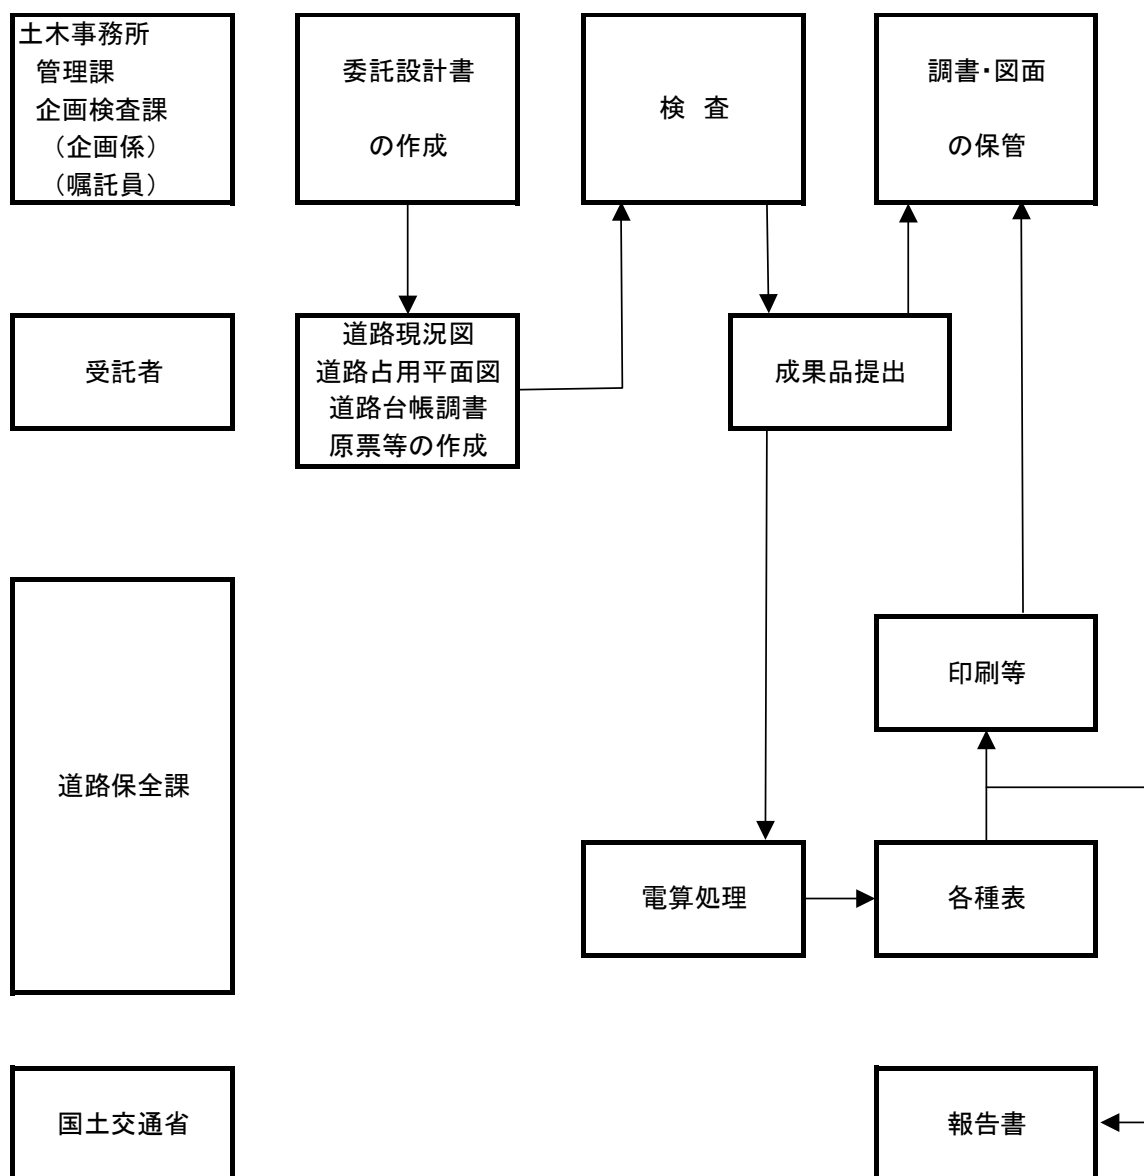 土木事務所
管理課
企画検査課
（企画係）
（嘱託員）
委託設計書
の作成
検 査
調書・図面
の保管
受託者
道路現況図
道路占用平面図
道路台帳調書
原票等の作成
成果品提出
道路保全課
印刷等
電算処理
各種表
国土交通省
報告書